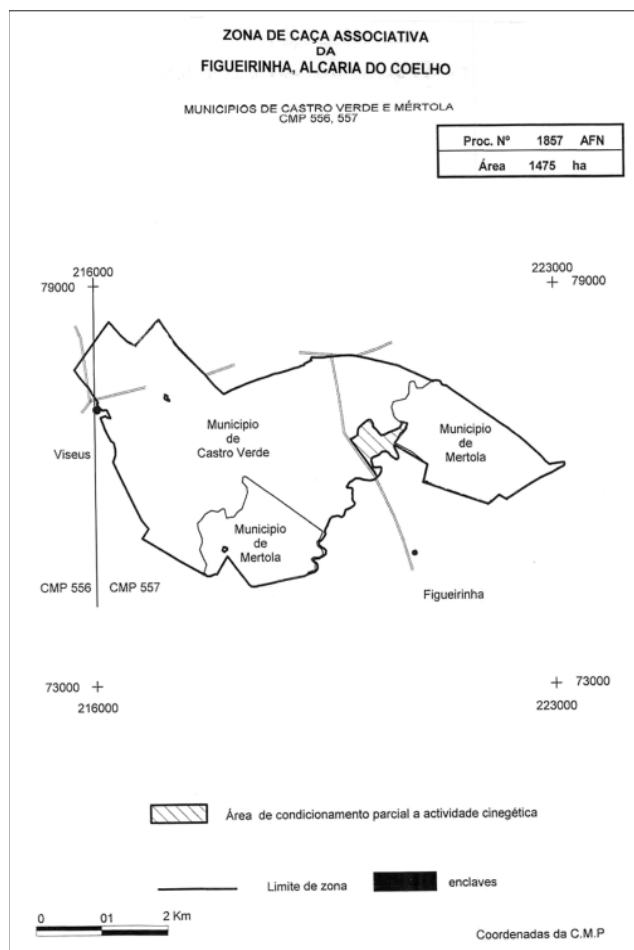 ZONA DE CAÇA ASSOCIATIVA
DA
FIGUEIRINHA, ALCARIA DO COELHO
MUNICIPIOS DE CASTRO VERDE E MÉRTOLA
CMP 556, 557
Proc. Nº 1857 AFN
Área 1475 ha
216000
79000
223000
79000
Municipio
de
Castro Verde
Municipio
de
Mertola
Viseus
Municipio
de
Mertola
CMP 556
CMP 557
Figueirinha
73000
216000
73000
223000
Área de condicionamento parcial a actividade cinegética
Limite de zona
enclaves
0 01 2 Km
Coordenadas da C.M.P